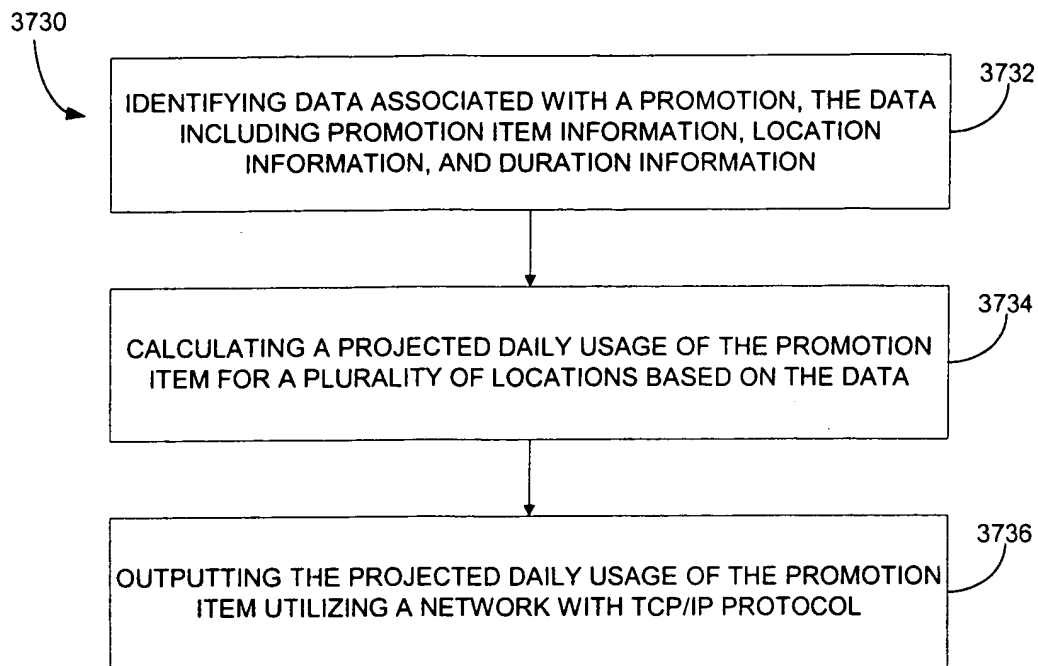 3730
3732
IDENTIFYING DATA ASSOCIATED WITH A PROMOTION, THE DATA
INCLUDING PROMOTION ITEM INFORMATION, LOCATION
INFORMATION, AND DURATION INFORMATION
3734
CALCULATING A PROJECTED DAILY USAGE OF THE PROMOTION
ITEM FOR A PLURALITY OF LOCATIONS BASED ON THE DATA
3736
OUTPUTTING THE PROJECTED DAILY USAGE OF THE PROMOTION
ITEM UTILIZING A NETWORK WITH TCP/IP PROTOCOL